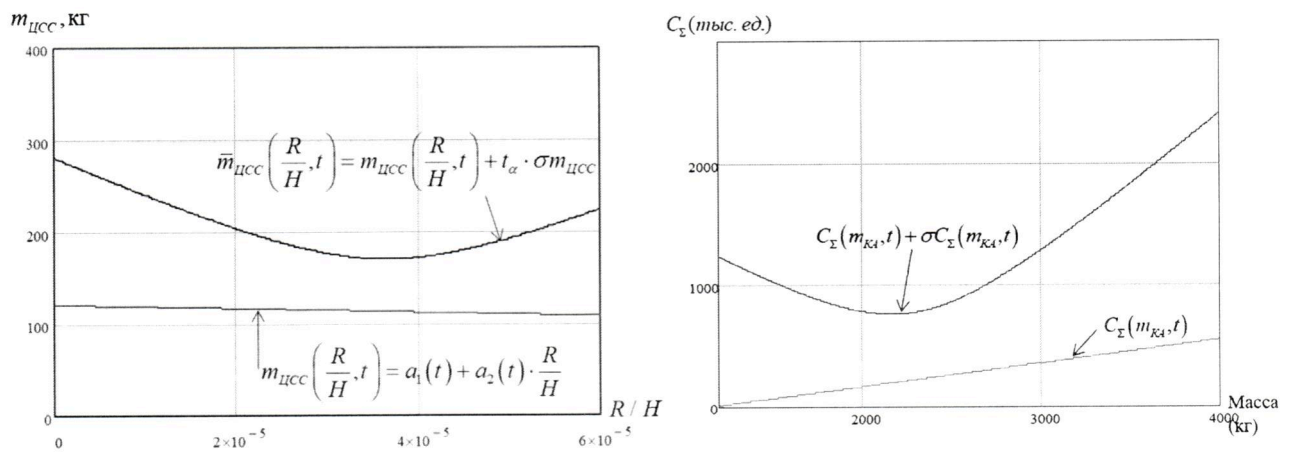 m_ЦСС, кг
400
300
m̅_ЦСС(R/H, t) = m_ЦСС(R/H, t) + t_α · σm_ЦСС
200
100
m_ЦСС(R/H, t) = a₁(t) + a₂(t) · R/H
0
R / H
0
2×10⁻⁵
4×10⁻⁵
6×10⁻⁵
C_Σ (тыс. ед.)
2000
C_Σ(m_КА, t) + σC_Σ(m_КА, t)
1000
C_Σ(m_КА, t)
0
2000
3000
4000
Масса
(кг)